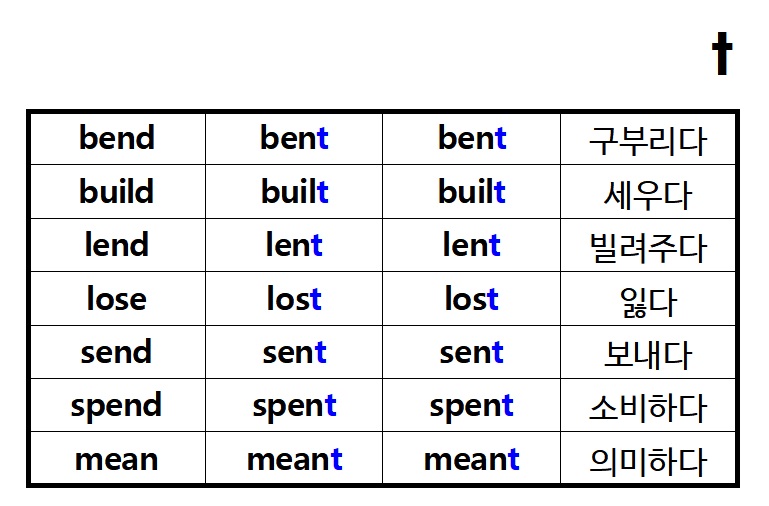 t
bend bent bent 구부리다
build built built 세우다
lend lent lent 빌려주다
lose lost lost 잃다
send sent sent 보내다
spend spent spent 소비하다
mean meant meant 의미하다